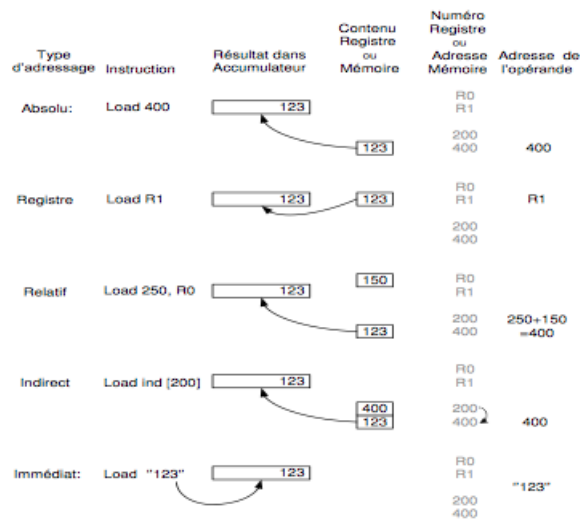 Type d'adressage
Instruction
Résultat dans Accumulateur
Contenu Registre ou Mémoire
Numéro Registre ou Adresse Mémoire
Adresse de l'opérande
Absolu: Load 400 123 R0
R1
200
123 400 400
Registre Load R1 123 123 R0
R1 R1
200
400
Relatif Load 250, R0 123 150 R0
R1
200 250+150
123 400 =400
Indirect Load ind [200] 123 R0
R1
400 200
123 400 400
Immédiat: Load "123" 123 R0
R1 "123"
200
400